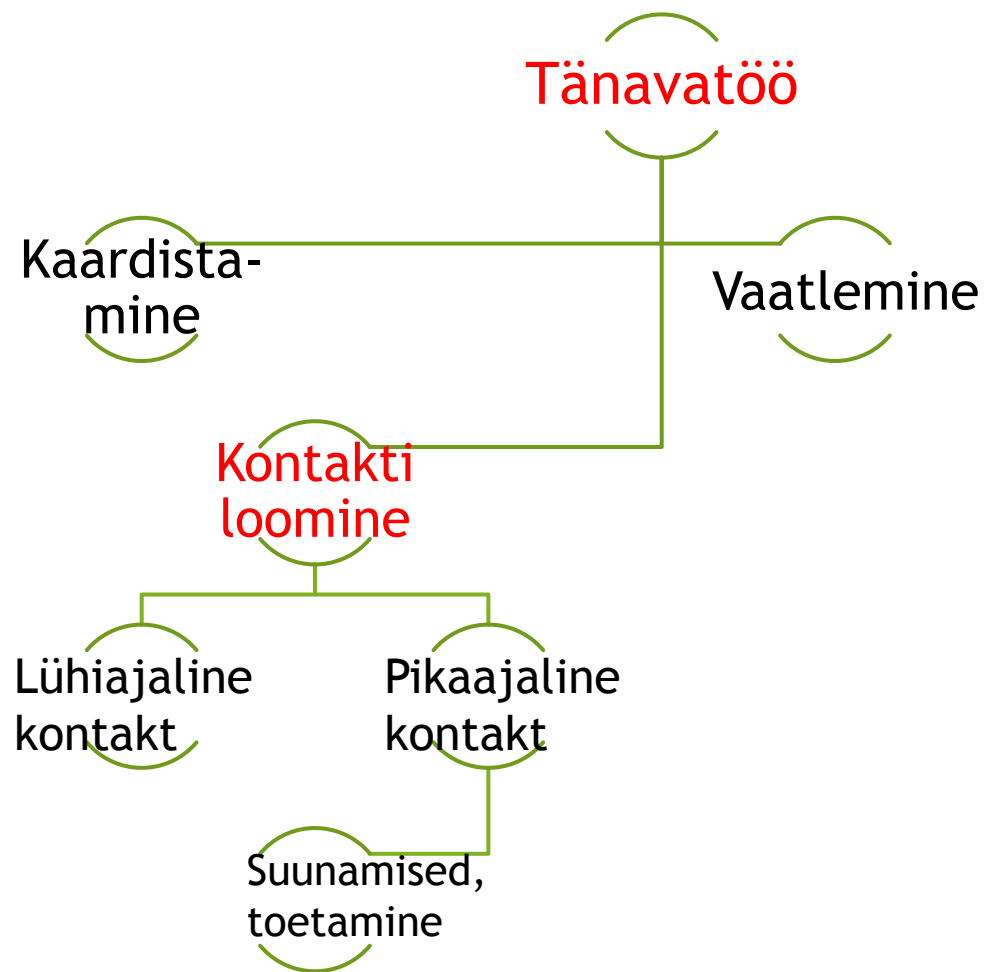 Tänavatöö
Kaardista-
mine
Vaatlemine
Kontakti
loomine
Lühiajaline
kontakt
Pikaajaline
kontakt
Suunamised,
toetamine